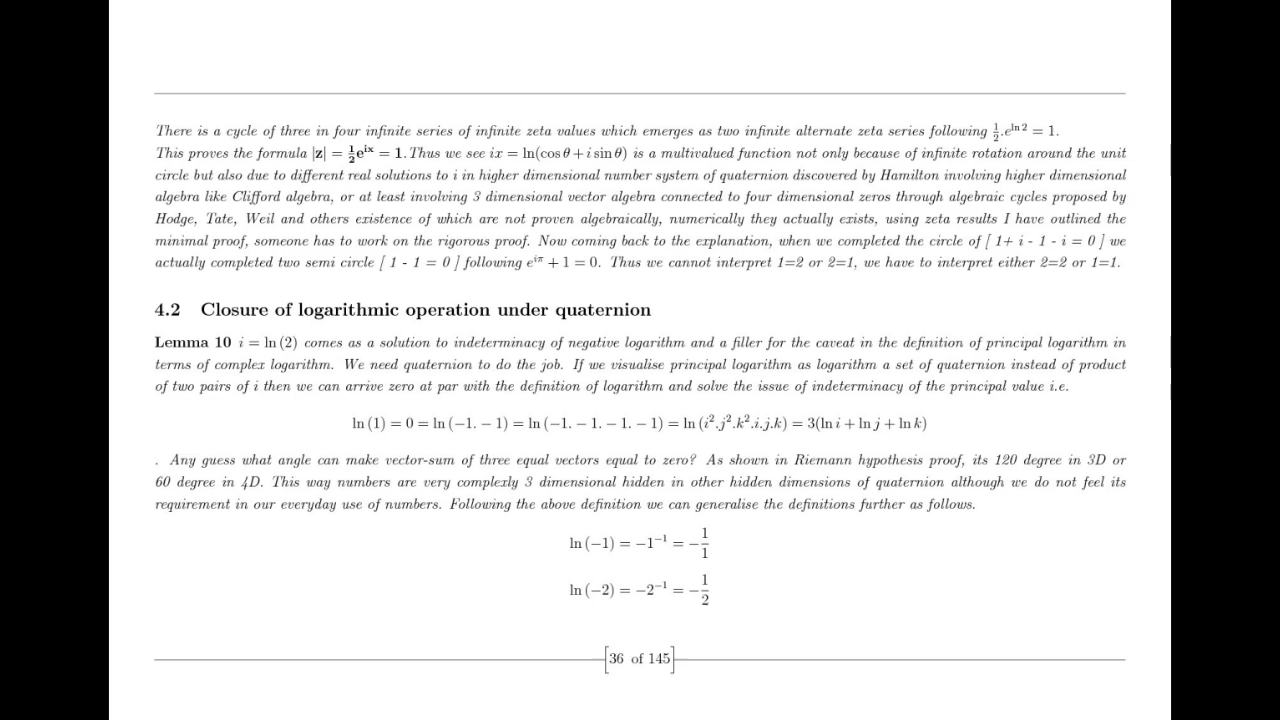 There is a cycle of three in four infinite series of infinite zeta values which emerges as two infinite alternate zeta series following ½.e^{ln 2} = 1.
This proves the formula |z| = ½e^{ix} = 1.Thus we see ix = ln(cos θ + i sin θ) is a multivalued function not only because of infinite rotation around the unit
circle but also due to different real solutions to i in higher dimensional number system of quaternion discovered by Hamilton involving higher dimensional
algebra like Clifford algebra, or at least involving 3 dimensional vector algebra connected to four dimensional zeros through algebraic cycles proposed by
Hodge, Tate, Weil and others existence of which are not proven algebraically, numerically they actually exists, using zeta results I have outlined the
minimal proof, someone has to work on the rigorous proof. Now coming back to the explanation, when we completed the circle of [ 1+ i - 1 - i = 0 ] we
actually completed two semi circle [ 1 - 1 = 0 ] following e^{iπ} + 1 = 0. Thus we cannot interpret 1=2 or 2=1, we have to interpret either 2=2 or 1=1.
4.2 Closure of logarithmic operation under quaternion
Lemma 10 i = ln (2) comes as a solution to indeterminacy of negative logarithm and a filler for the caveat in the definition of principal logarithm in
terms of complex logarithm. We need quaternion to do the job. If we visualise principal logarithm as logarithm a set of quaternion instead of product
of two pairs of i then we can arrive zero at par with the definition of logarithm and solve the issue of indeterminacy of the principal value i.e.
ln (1) = 0 = ln (−1. − 1) = ln (−1. − 1. − 1. − 1) = ln (i².j².k².i.j.k) = 3(ln i + ln j + ln k)
. Any guess what angle can make vector-sum of three equal vectors equal to zero? As shown in Riemann hypothesis proof, its 120 degree in 3D or
60 degree in 4D. This way numbers are very complexly 3 dimensional hidden in other hidden dimensions of quaternion although we do not feel its
requirement in our everyday use of numbers. Following the above definition we can generalise the definitions further as follows.
ln (−1) = −1⁻¹ = −1/1
ln (−2) = −2⁻¹ = −1/2
[36 of 145]